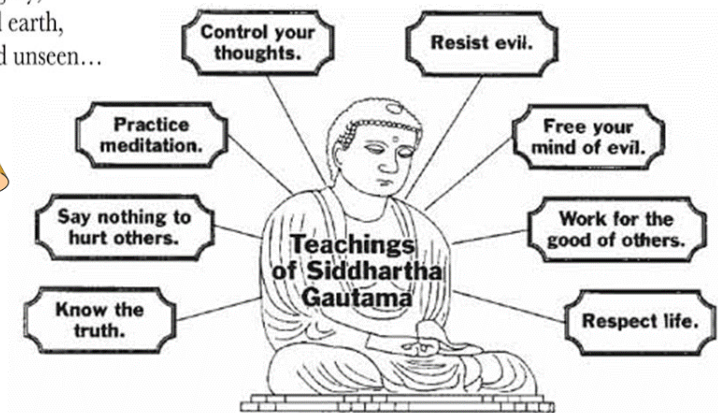 earth,
unseen…
Control your
thoughts.
Resist evil.
Practice
meditation.
Free your
mind of evil.
Say nothing to
hurt others.
Work for the
good of others.
Know the
truth.
Respect life.
Teachings
of Siddhartha
Gautama